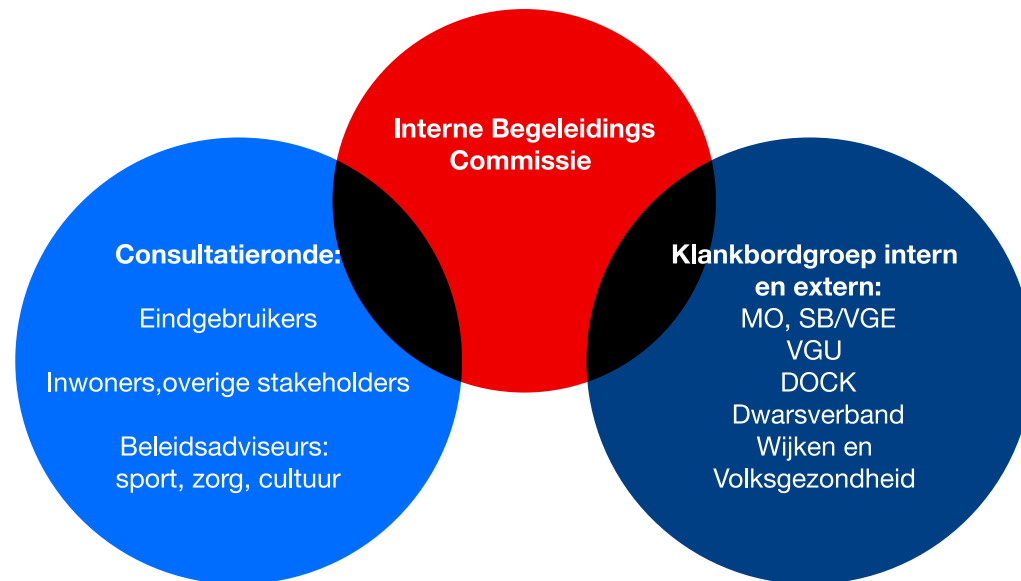 Interne Begeleidings
Commissie
Consultatieronde:
Eindgebruikers
Inwoners,overige stakeholders
Beleidsadviseurs:
sport, zorg, cultuur
Klankbordgroep intern
en extern:
MO, SB/VGE
VGU
DOCK
Dwarsverband
Wijken en
Volksgezondheid